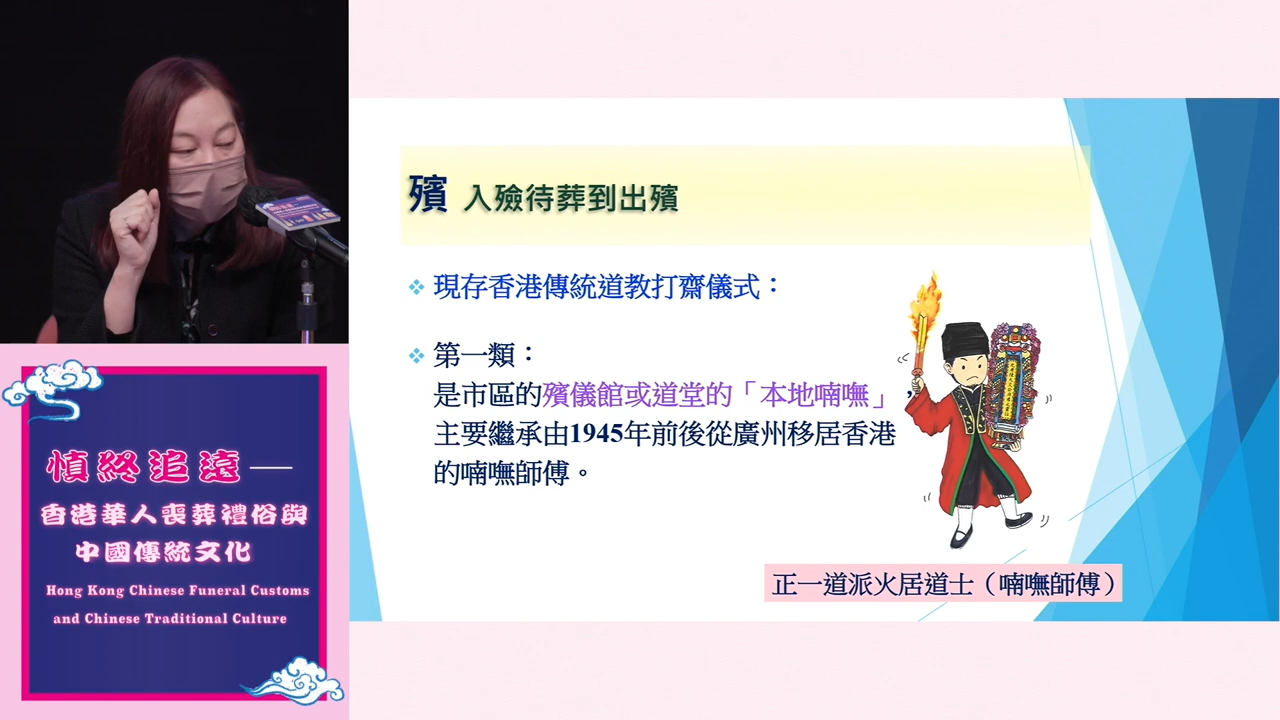 殯 入殮待葬到出殯
現存香港傳統道教打齋儀式：
第一類：
是市區的殯儀館或道堂的「本地喃嘸」，
主要繼承由1945年前後從廣州移居香港
的喃嘸師傅。
正一道派火居道士（喃嘸師傅）
慎終追遠—
香港華人喪葬禮俗與
中國傳統文化
Hong Kong Chinese Funeral Customs
and Chinese Traditional Culture